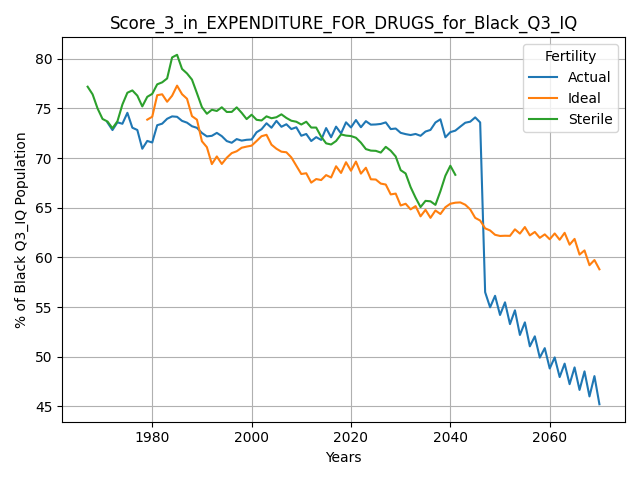 Score_3_in_EXPENDITURE_FOR_DRUGS_for_Black_Q3_IQ
Fertility
Actual
Ideal
Sterile
% of Black Q3_IQ Population
80
75
70
65
60
55
50
45
1980
2000
2020
2040
2060
Years